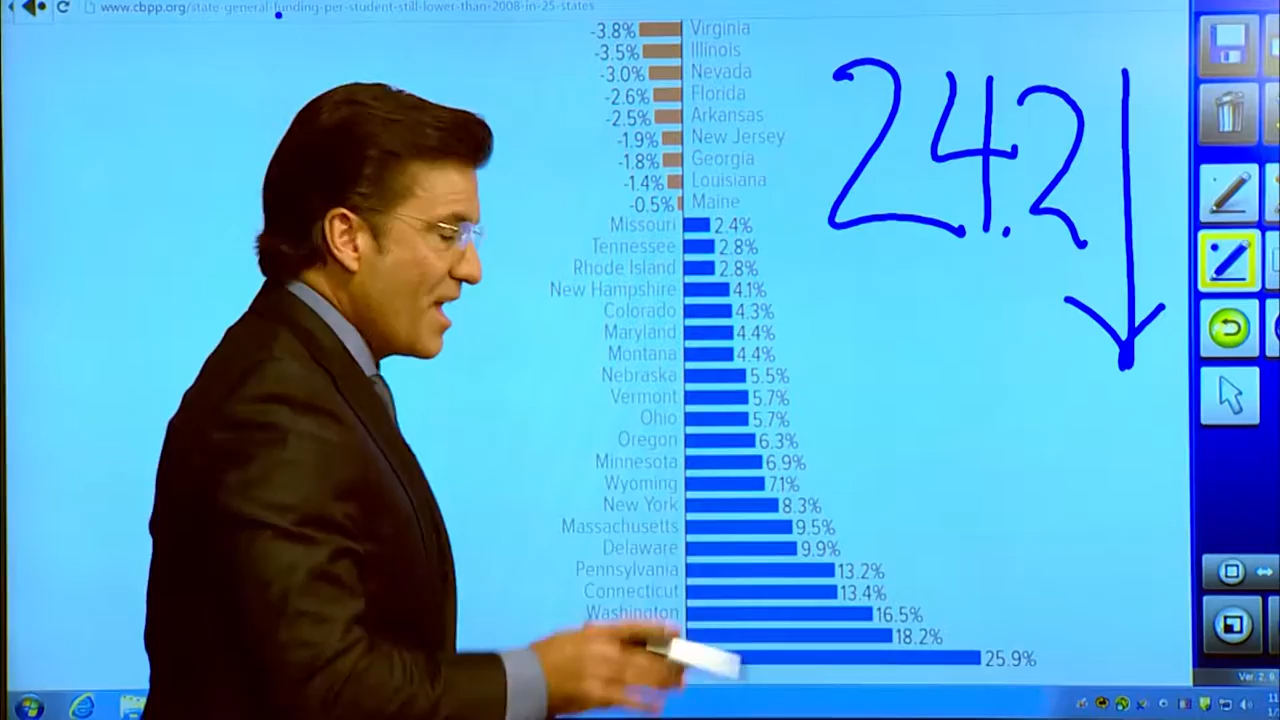 www.cbpp.org/state-general-funding-per-student-still-lower-than-2008-in-25-states
-3.8% Virginia
-3.5% Illinois
-3.0% Nevada
-2.6% Florida
-2.5% Arkansas
-1.9% New Jersey
-1.8% Georgia
-1.4% Louisiana
-0.5% Maine
Missouri 2.4%
Tennessee 2.8%
Rhode Island 2.8%
New Hampshire 4.1%
Colorado 4.3%
Maryland 4.4%
Montana 4.4%
Nebraska 5.5%
Vermont 5.7%
Ohio 5.7%
Oregon 6.3%
Minnesota 6.9%
Wyoming 7.1%
New York 8.3%
Massachusetts 9.5%
Delaware 9.9%
Pennsylvania 13.2%
Connecticut 13.4%
Washington 16.5%
18.2%
25.9%
24.2